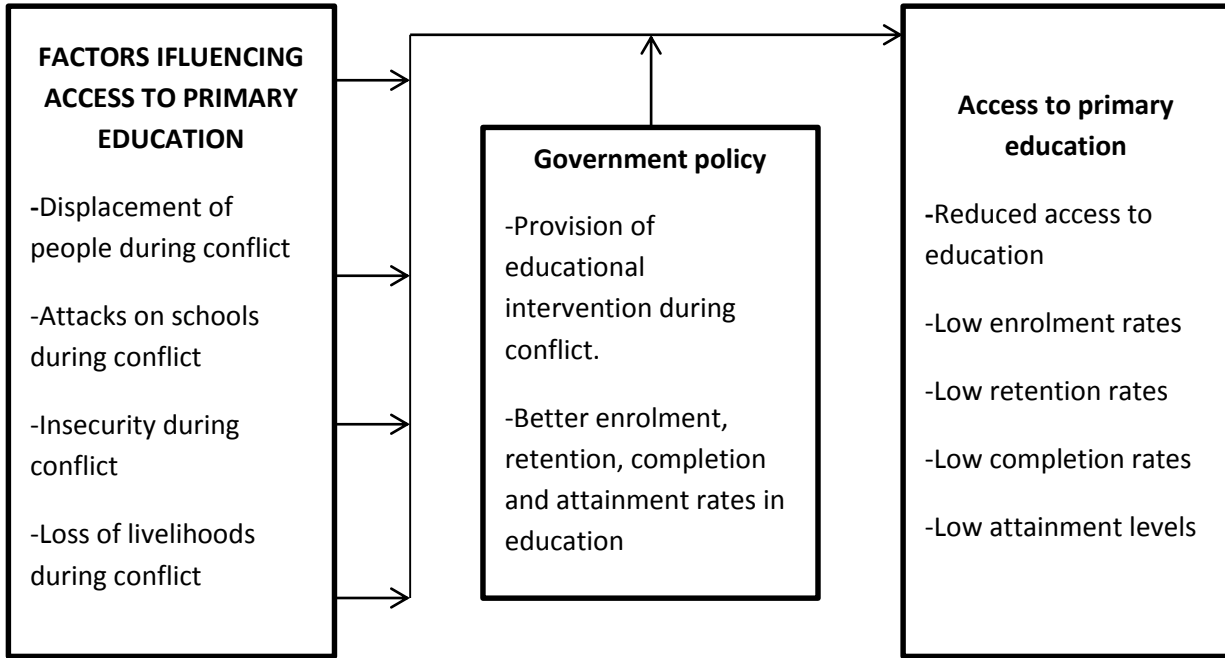 FACTORS IFLUENCING
ACCESS TO PRIMARY
EDUCATION
-Displacement of
people during conflict
-Attacks on schools
during conflict
-Insecurity during
conflict
-Loss of livelihoods
during conflict
Government policy
-Provision of
educational
intervention during
conflict.
-Better enrolment,
retention, completion
and attainment rates in
education
Access to primary
education
-Reduced access to
education
-Low enrolment rates
-Low retention rates
-Low completion rates
-Low attainment levels